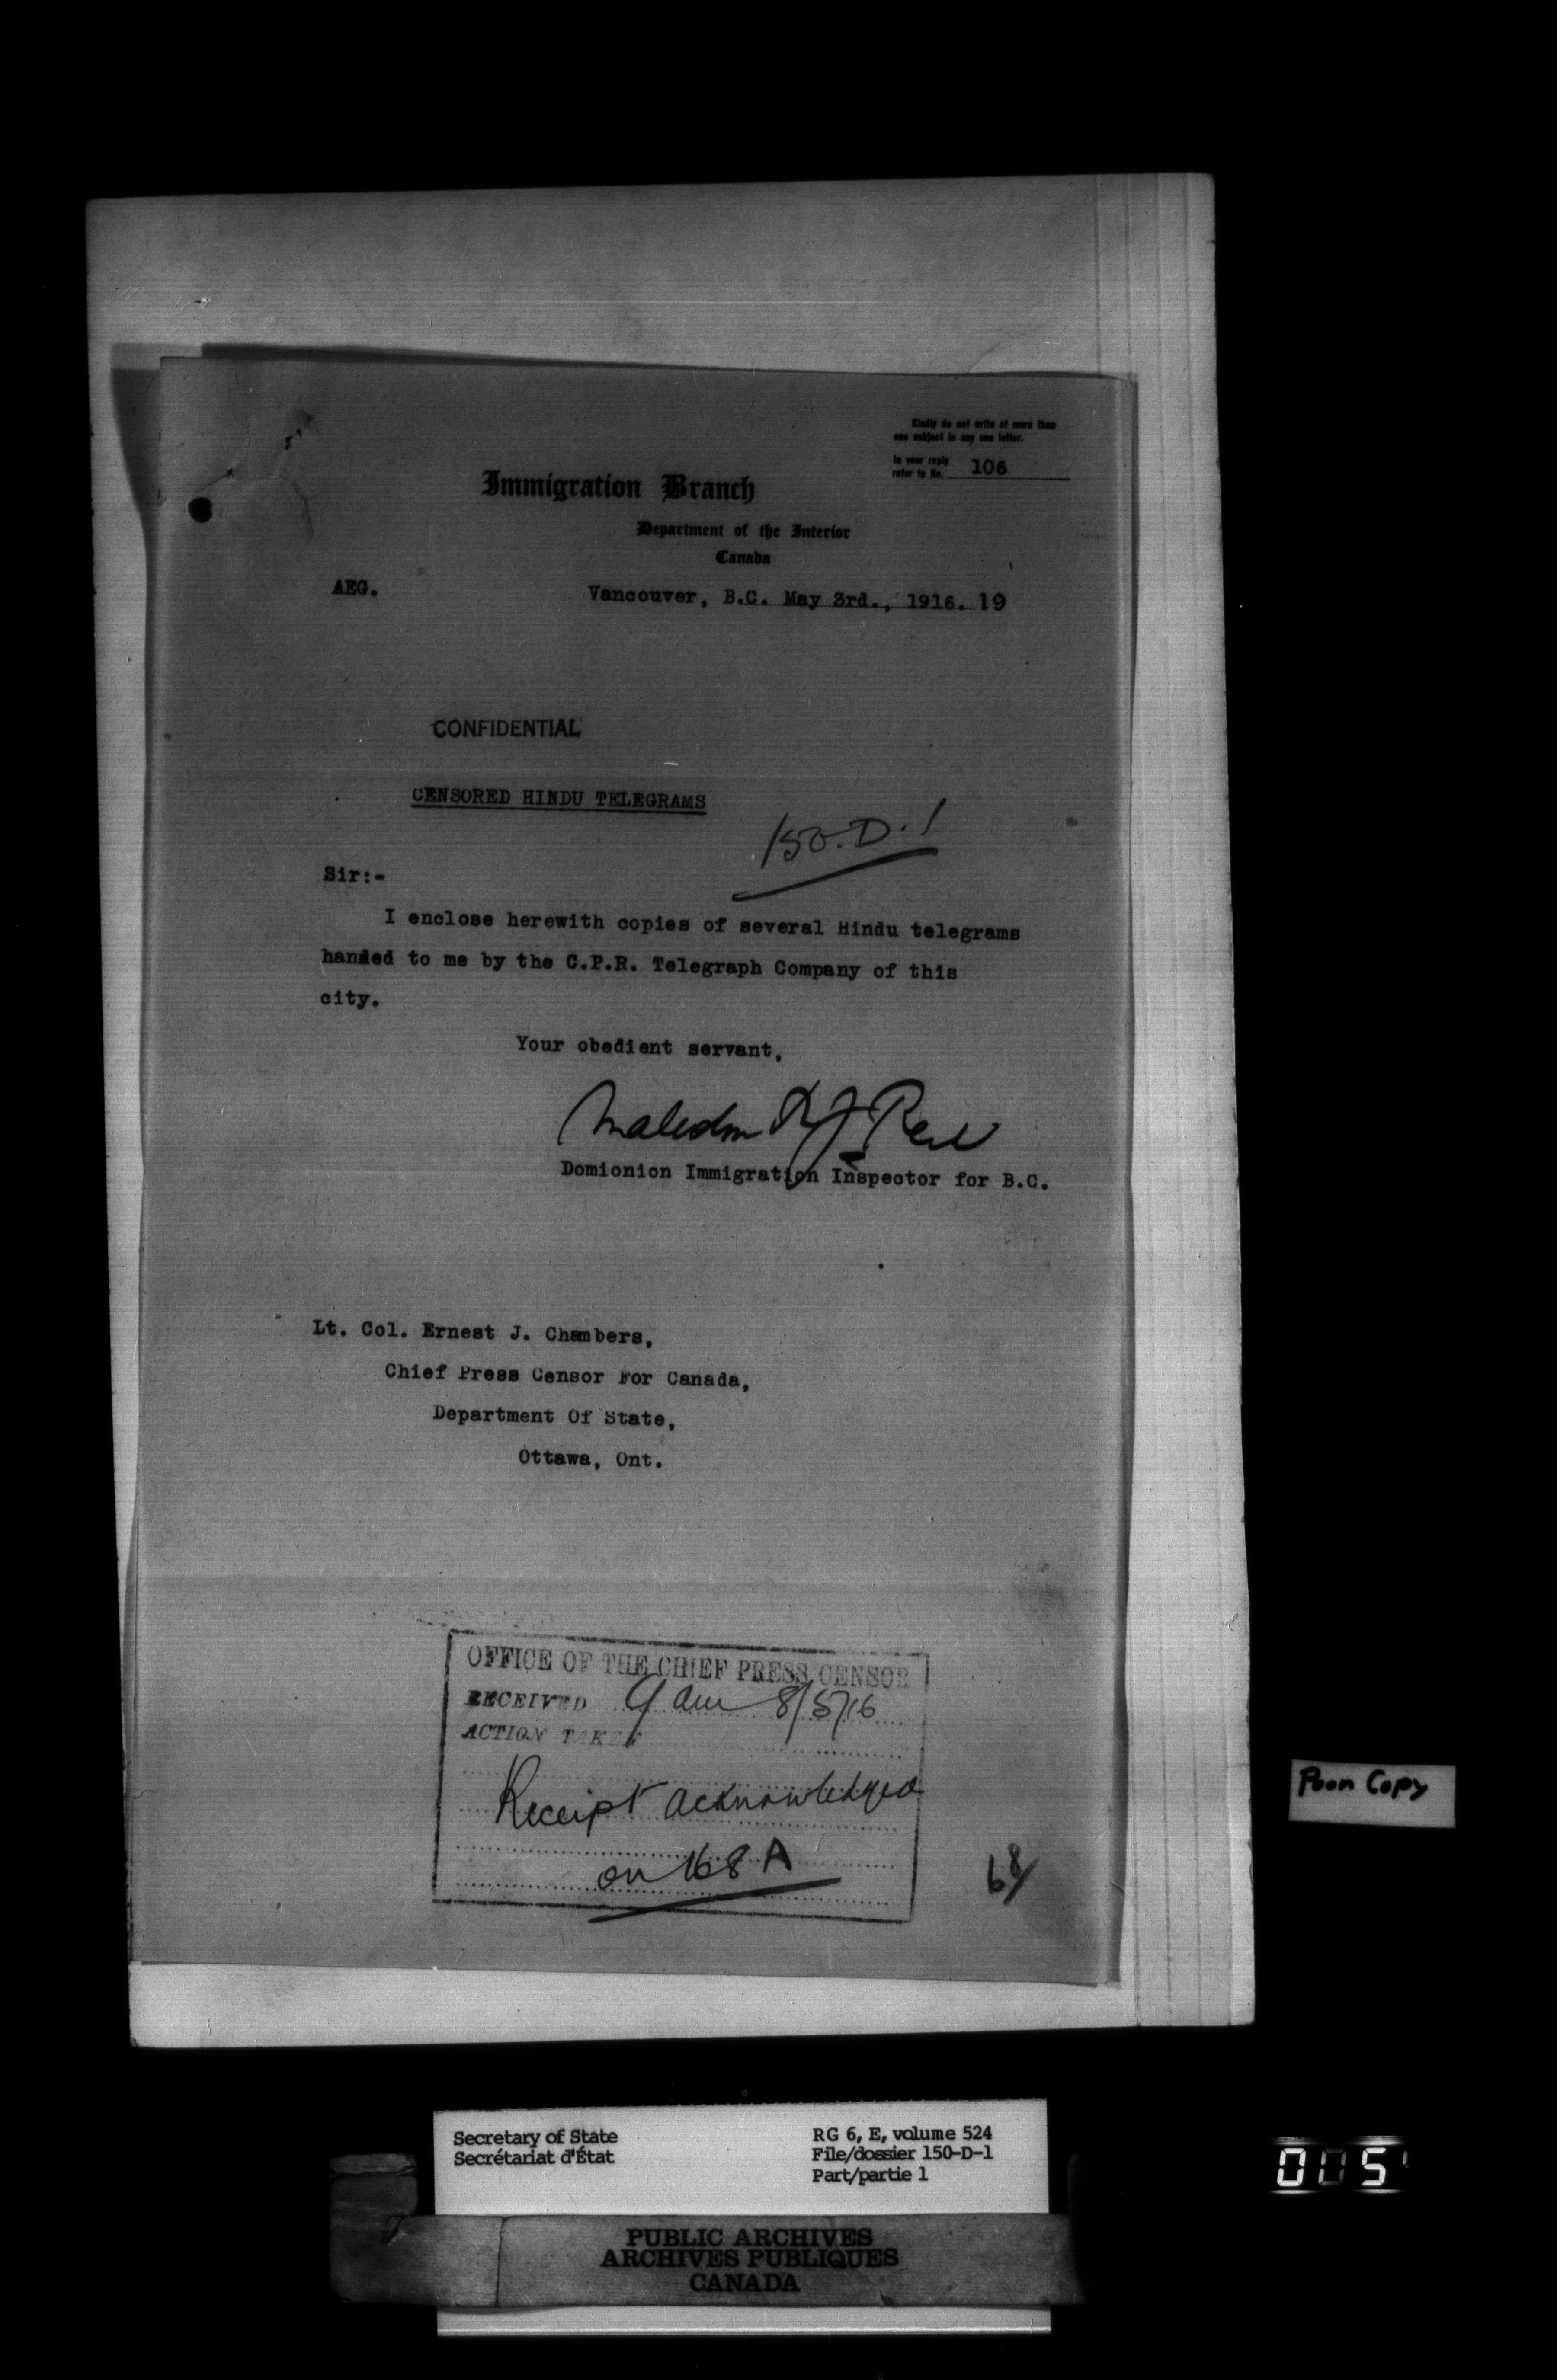 Kindly do not write of more than
one subject in any one letter.
In your reply
refer to No. 106
Immigration Branch
Department of the Interior
Canada
AEG.
Vancouver, B.C. May 3rd., 1916. 19
CONFIDENTIAL
CENSORED HINDU TELEGRAMS
150.D.1
Sir:-
I enclose herewith copies of several Hindu telegrams
handed to me by the C.P.R. Telegraph Company of this
city.
Your obedient servant,
Malcolm R J Reid
Domionion Immigration Inspector for B.C.
Lt. Col. Ernest J. Chambers,
Chief Press Censor For Canada,
Department Of State,
Ottawa, Ont.
OFFICE OF THE CHIEF PRESS CENSOR
RECEIVED 9 am 8/5/16
ACTION TAKEN
Receipt acknowledged
on 168 A
68/
Poor Copy
Secretary of State
Secrétariat d'État
RG 6, E, volume 524
File/dossier 150-D-1
Part/partie 1
PUBLIC ARCHIVES
ARCHIVES PUBLIQUES
CANADA